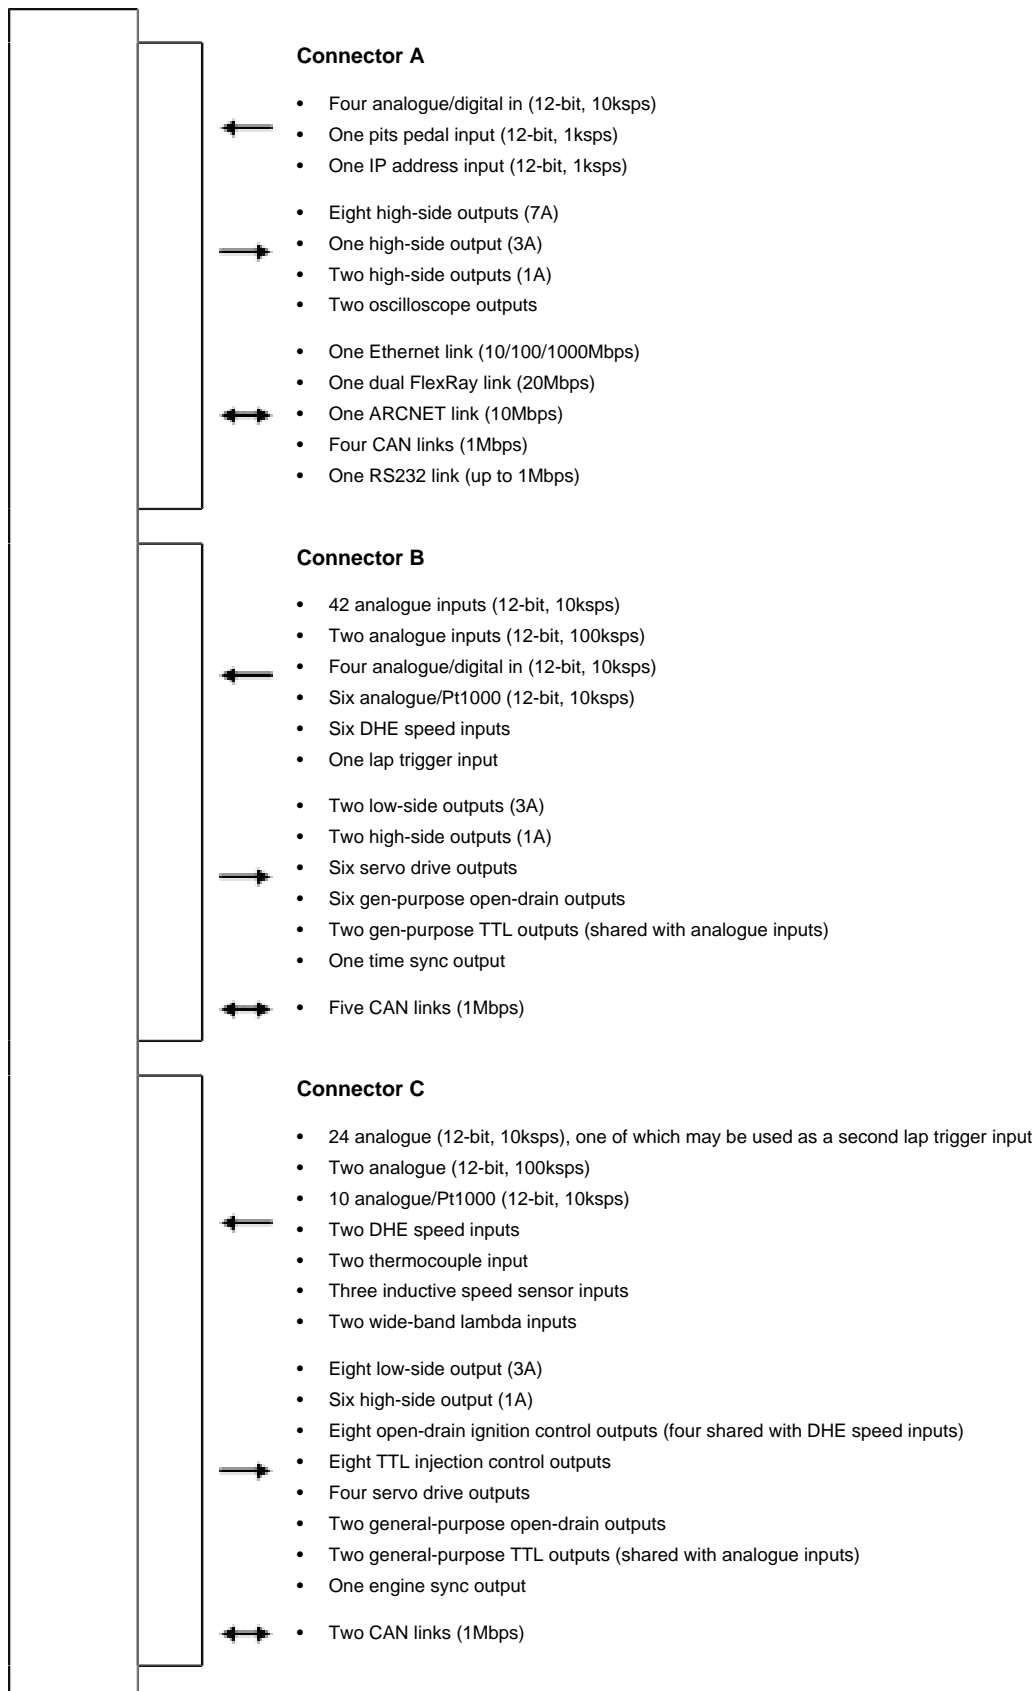 Connector A
• Four analogue/digital in (12-bit, 10ksps)
• One pits pedal input (12-bit, 1ksps)
• One IP address input (12-bit, 1ksps)
• Eight high-side outputs (7A)
• One high-side output (3A)
• Two high-side outputs (1A)
• Two oscilloscope outputs
• One Ethernet link (10/100/1000Mbps)
• One dual FlexRay link (20Mbps)
• One ARCNET link (10Mbps)
• Four CAN links (1Mbps)
• One RS232 link (up to 1Mbps)
Connector B
• 42 analogue inputs (12-bit, 10ksps)
• Two analogue inputs (12-bit, 100ksps)
• Four analogue/digital in (12-bit, 10ksps)
• Six analogue/Pt1000 (12-bit, 10ksps)
• Six DHE speed inputs
• One lap trigger input
• Two low-side outputs (3A)
• Two high-side outputs (1A)
• Six servo drive outputs
• Six gen-purpose open-drain outputs
• Two gen-purpose TTL outputs (shared with analogue inputs)
• One time sync output
• Five CAN links (1Mbps)
Connector C
• 24 analogue (12-bit, 10ksps), one of which may be used as a second lap trigger input
• Two analogue (12-bit, 100ksps)
• 10 analogue/Pt1000 (12-bit, 10ksps)
• Two DHE speed inputs
• Two thermocouple input
• Three inductive speed sensor inputs
• Two wide-band lambda inputs
• Eight low-side output (3A)
• Six high-side output (1A)
• Eight open-drain ignition control outputs (four shared with DHE speed inputs)
• Eight TTL injection control outputs
• Four servo drive outputs
• Two general-purpose open-drain outputs
• Two general-purpose TTL outputs (shared with analogue inputs)
• One engine sync output
• Two CAN links (1Mbps)